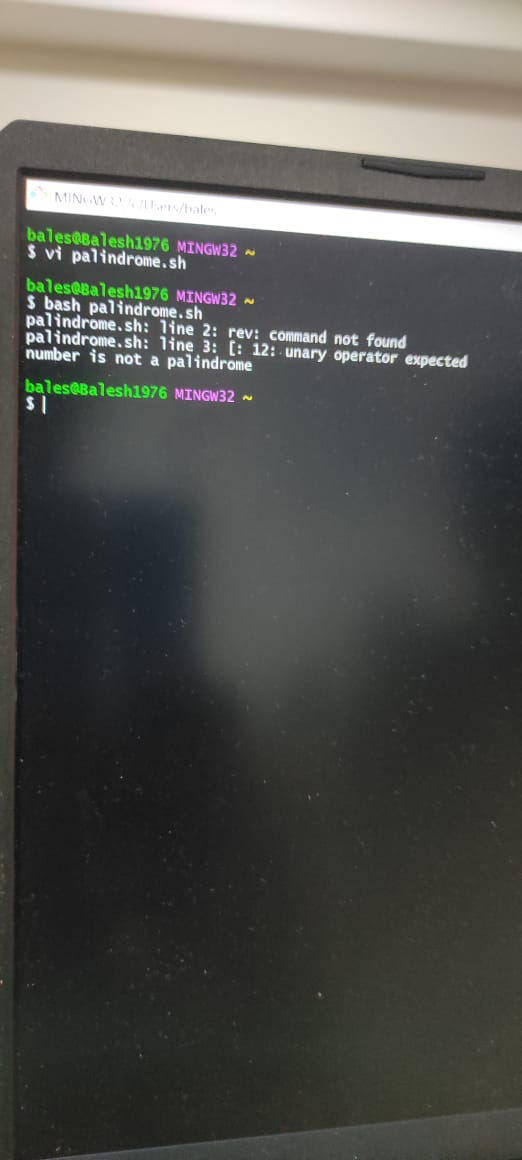 MINGW32:/c/Users/bales
bales@Balesh1976 MINGW32 ~
$ vi palindrome.sh
bales@Balesh1976 MINGW32 ~
$ bash palindrome.sh
palindrome.sh: line 2: rev: command not found
palindrome.sh: line 3: [: 12: unary operator expected
number is not a palindrome
bales@Balesh1976 MINGW32 ~
$